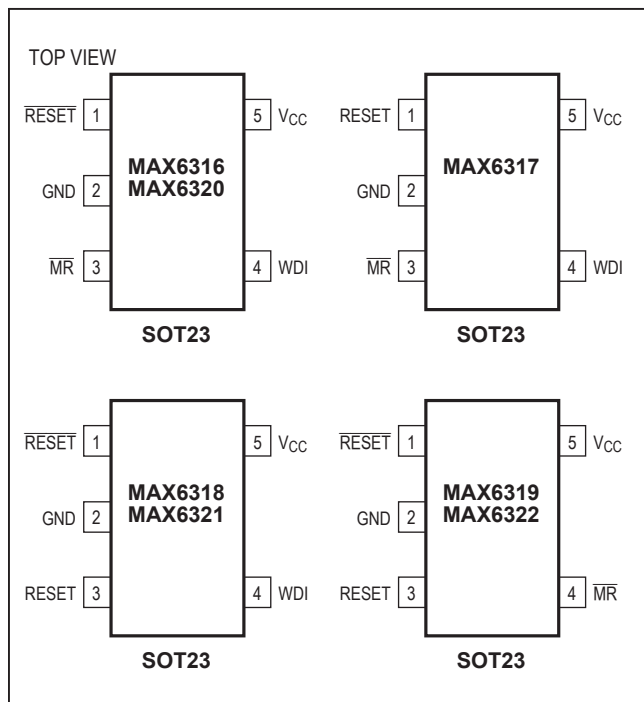 TOP VIEW
RESET 1 5 VCC
GND 2 MAX6316
MAX6320
MR 3 4 WDI
SOT23
RESET 1 5 VCC
GND 2 MAX6317
MR 3 4 WDI
SOT23
RESET 1 5 VCC
GND 2 MAX6318
MAX6321
RESET 3 4 WDI
SOT23
RESET 1 5 VCC
GND 2 MAX6319
MAX6322
RESET 3 4 MR
SOT23